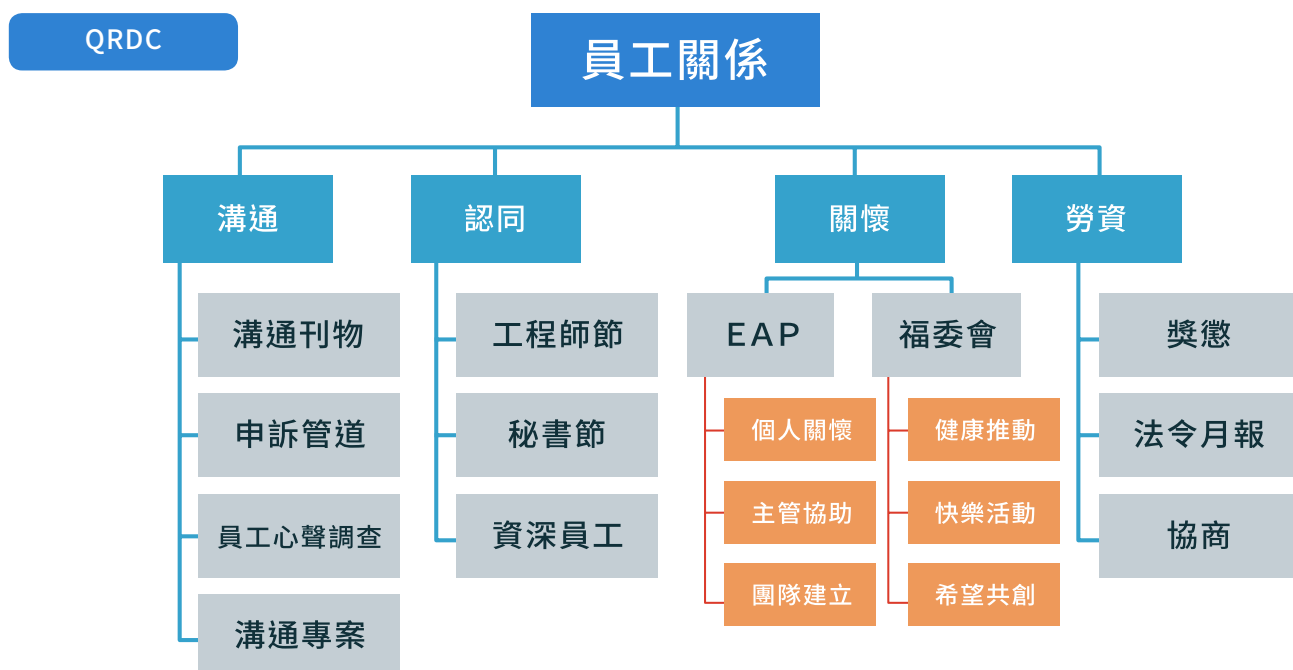 QRDC
員工關係
溝通
認同
關懷
勞資
溝通刊物
申訴管道
員工心聲調查
溝通專案
工程師節
秘書節
資深員工
EAP
個人關懷
主管協助
團隊建立
福委會
健康推動
快樂活動
希望共創
獎懲
法令月報
協商